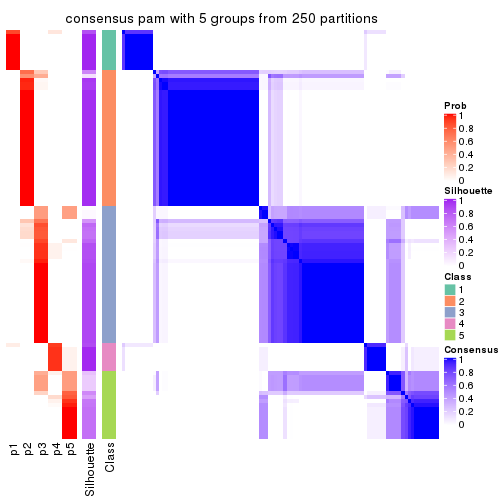 consensus pam with 5 groups from 250 partitions
Prob
1
0.8
0.6
0.4
0.2
0
Silhouette
1
0.8
0.6
0.4
0.2
0
Class
1
2
3
4
5
Consensus
1
0.8
0.6
0.4
0.2
0
p1
p2
p3
p4
p5
Silhouette
Class